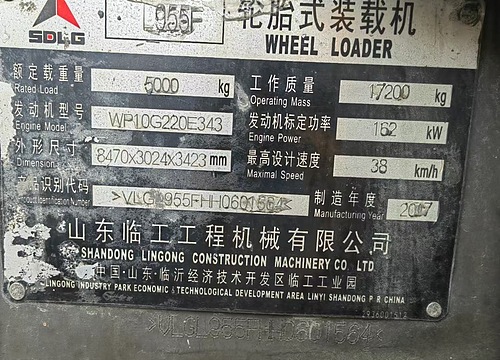 SDLG
L955F
轮胎式装载机
WHEEL LOADER
额定载重量 5000 kg
Rated Load
工作质量 17200 kg
Operating Mass
发动机型号 WP10G220E343
Engine Model
发动机标定功率 162 kW
Engine Power
外形尺寸 8470x3024x3423 mm
Dimension
最高设计速度 38 km/h
Maximal Speed
产品识别代码
Product Identification Number
制造年度 2017
Manufacturing Year
山东临工工程机械有限公司
SHANDONG LINGONG CONSTRUCTION MACHINERY CO LTD
中国·山东·临沂经济技术开发区临工工业园
LINGONG INDUSTRY PARK ECONOMIC & TECHNOLOGICAL DEVELOPMENT AREA LINYI SHANDONG P R CHINA